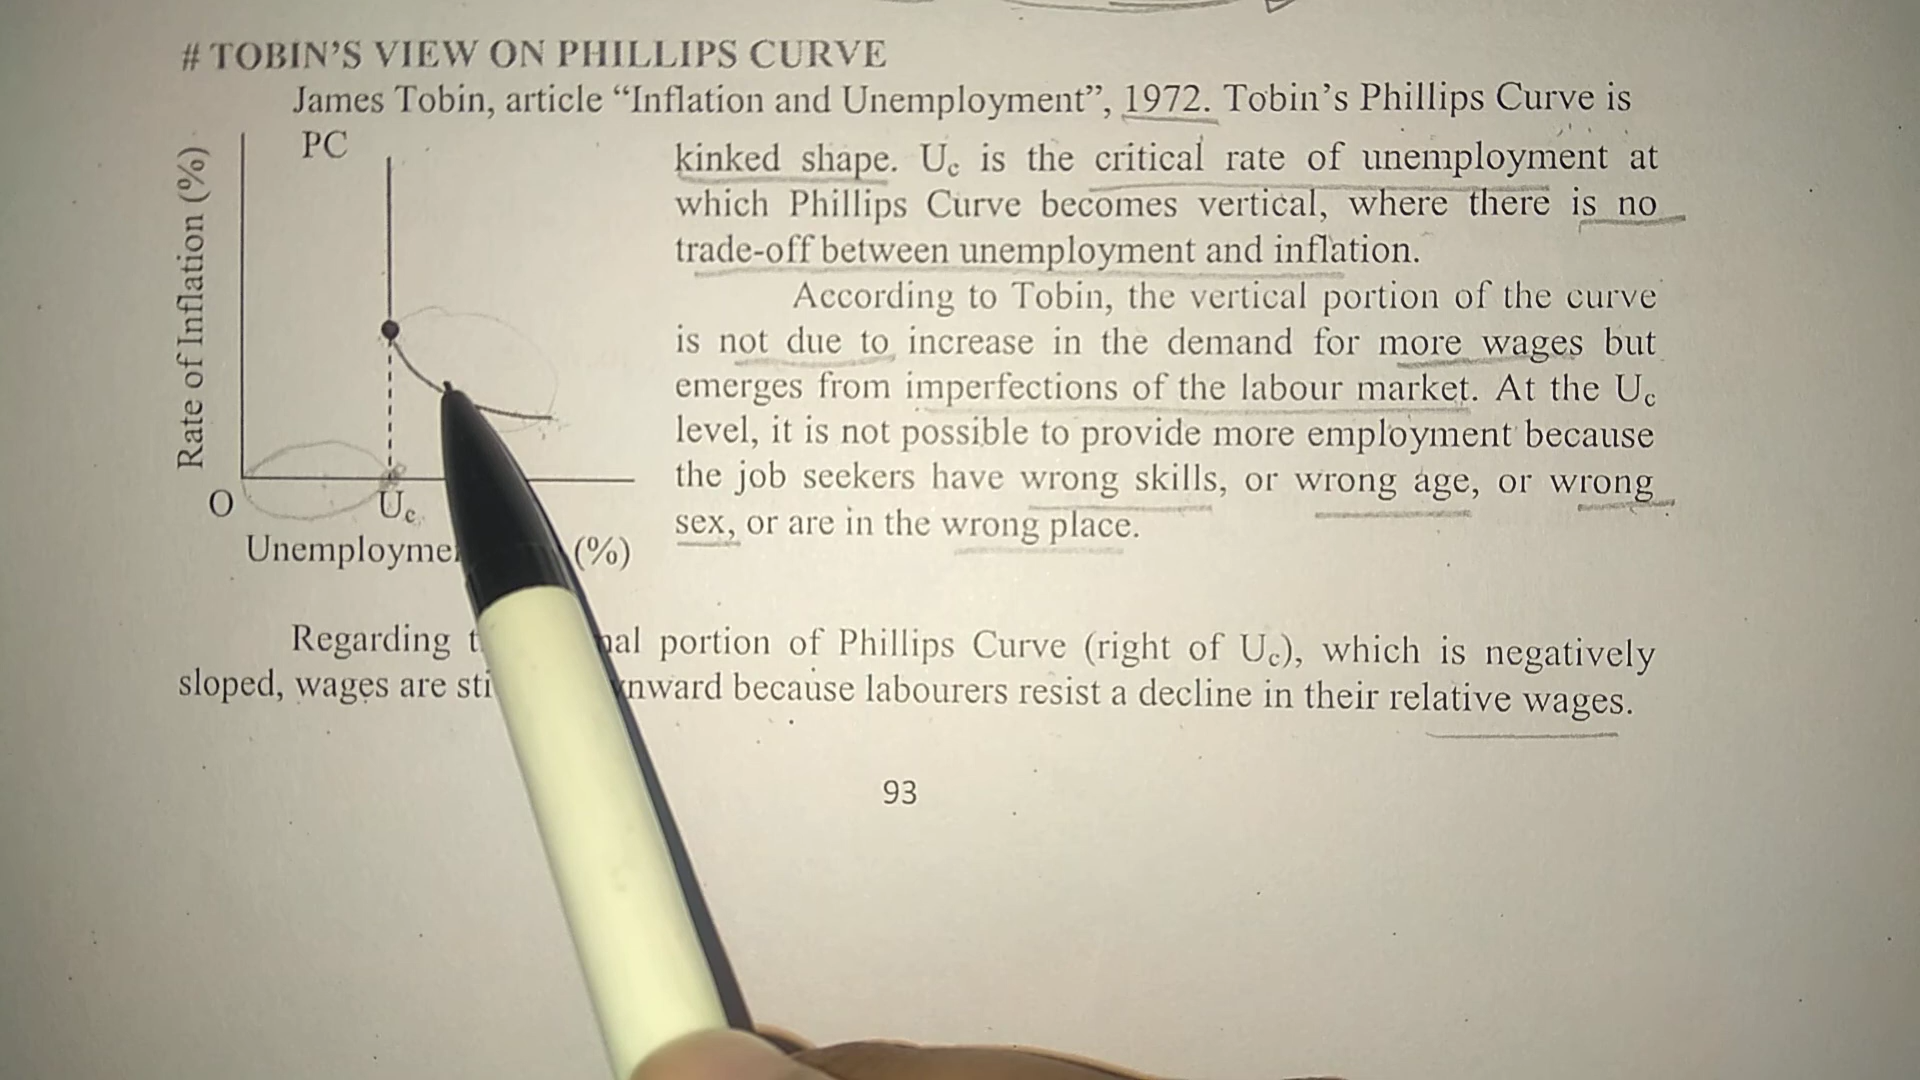 # TOBIN'S VIEW ON PHILLIPS CURVE
James Tobin, article “Inflation and Unemployment”, 1972. Tobin's Phillips Curve is
PC
Rate of Inflation (%)
O
Uc
(%)
kinked shape. Uc is the critical rate of unemployment at
which Phillips Curve becomes vertical, where there is no
trade-off between unemployment and inflation.
According to Tobin, the vertical portion of the curve
is not due to increase in the demand for more wages but
emerges from imperfections of the labour market. At the Uc
level, it is not possible to provide more employment because
the job seekers have wrong skills, or wrong age, or wrong
sex, or are in the wrong place.
Regarding portion of Phillips Curve (right of Uc), which is negatively
sloped, wages are because labourers resist a decline in their relative wages.
93